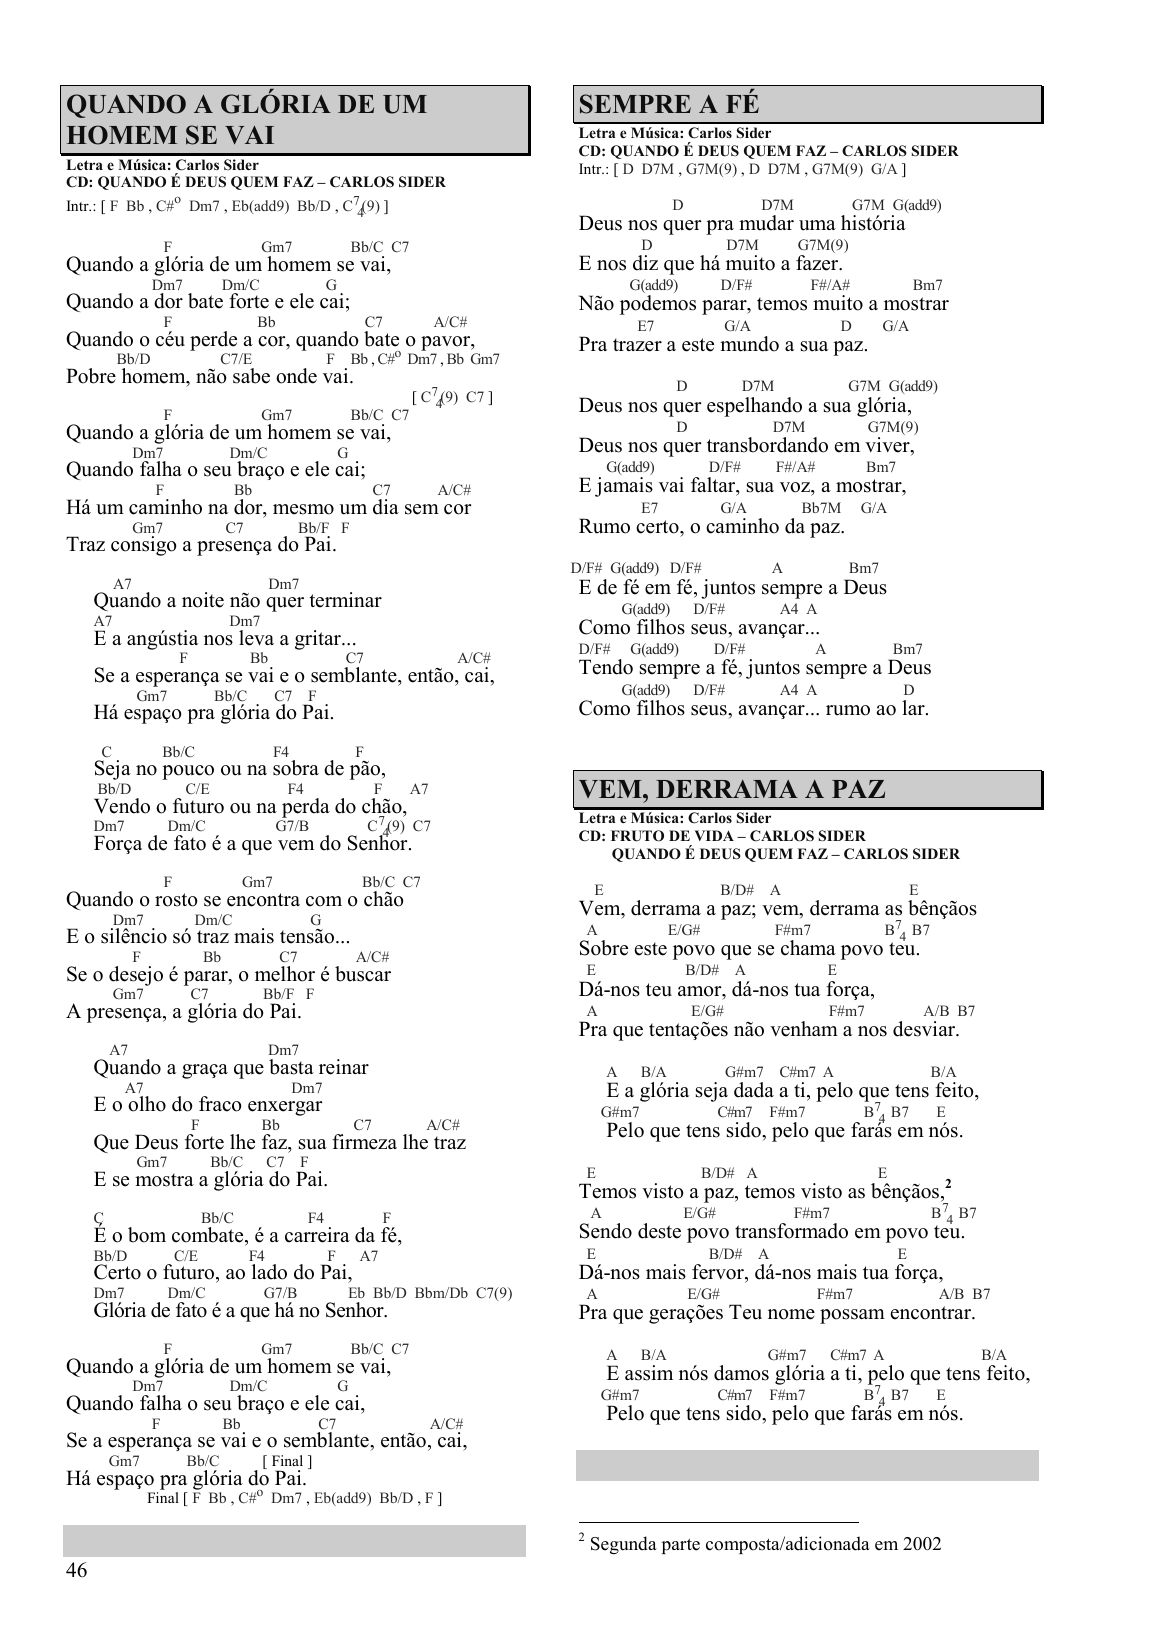 QUANDO A GLÓRIA DE UM
HOMEM SE VAI
Letra e Música: Carlos Sider
CD: QUANDO É DEUS QUEM FAZ – CARLOS SIDER
Intr.: [ F Bb , C#º Dm7 , Eb(add9) Bb/D , C7/4(9) ]
F Gm7 Bb/C C7
Quando a glória de um homem se vai,
Dm7 Dm/C G
Quando a dor bate forte e ele cai;
F Bb C7 A/C#
Quando o céu perde a cor, quando bate o pavor,
Bb/D C7/E F Bb , C#º Dm7 , Bb Gm7
Pobre homem, não sabe onde vai.
[ C7/4(9) C7 ]
F Gm7 Bb/C C7
Quando a glória de um homem se vai,
Dm7 Dm/C G
Quando falha o seu braço e ele cai;
F Bb C7 A/C#
Há um caminho na dor, mesmo um dia sem cor
Gm7 C7 Bb/F F
Traz consigo a presença do Pai.
A7 Dm7
Quando a noite não quer terminar
A7 Dm7
E a angústia nos leva a gritar...
F Bb C7 A/C#
Se a esperança se vai e o semblante, então, cai,
Gm7 Bb/C C7 F
Há espaço pra glória do Pai.
C Bb/C F4 F
Seja no pouco ou na sobra de pão,
Bb/D C/E F4 F A7
Vendo o futuro ou na perda do chão,
Dm7 Dm/C G7/B C7/4(9) C7
Força de fato é a que vem do Senhor.
F Gm7 Bb/C C7
Quando o rosto se encontra com o chão
Dm7 Dm/C G
E o silêncio só traz mais tensão...
F Bb C7 A/C#
Se o desejo é parar, o melhor é buscar
Gm7 C7 Bb/F F
A presença, a glória do Pai.
A7 Dm7
Quando a graça que basta reinar
A7 Dm7
E o olho do fraco enxergar
F Bb C7 A/C#
Que Deus forte lhe faz, sua firmeza lhe traz
Gm7 Bb/C C7 F
E se mostra a glória do Pai.
C Bb/C F4 F
É o bom combate, é a carreira da fé,
Bb/D C/E F4 F A7
Certo o futuro, ao lado do Pai,
Dm7 Dm/C G7/B Eb Bb/D Bbm/Db C7(9)
Glória de fato é a que há no Senhor.
F Gm7 Bb/C C7
Quando a glória de um homem se vai,
Dm7 Dm/C G
Quando falha o seu braço e ele cai,
F Bb C7 A/C#
Se a esperança se vai e o semblante, então, cai,
Gm7 Bb/C [ Final ]
Há espaço pra glória do Pai.
Final [ F Bb , C#º Dm7 , Eb(add9) Bb/D , F ]
46
SEMPRE A FÉ
Letra e Música: Carlos Sider
CD: QUANDO É DEUS QUEM FAZ – CARLOS SIDER
Intr.: [ D D7M , G7M(9) , D D7M , G7M(9) G/A ]
D D7M G7M G(add9)
Deus nos quer pra mudar uma história
D D7M G7M(9)
E nos diz que há muito a fazer.
G(add9) D/F# F#/A# Bm7
Não podemos parar, temos muito a mostrar
E7 G/A D G/A
Pra trazer a este mundo a sua paz.
D D7M G7M G(add9)
Deus nos quer espelhando a sua glória,
D D7M G7M(9)
Deus nos quer transbordando em viver,
G(add9) D/F# F#/A# Bm7
E jamais vai faltar, sua voz, a mostrar,
E7 G/A Bb7M G/A
Rumo certo, o caminho da paz.
D/F# G(add9) D/F# A Bm7
E de fé em fé, juntos sempre a Deus
G(add9) D/F# A4 A
Como filhos seus, avançar...
D/F# G(add9) D/F# A Bm7
Tendo sempre a fé, juntos sempre a Deus
G(add9) D/F# A4 A D
Como filhos seus, avançar... rumo ao lar.
VEM, DERRAMA A PAZ
Letra e Música: Carlos Sider
CD: FRUTO DE VIDA – CARLOS SIDER
QUANDO É DEUS QUEM FAZ – CARLOS SIDER
E B/D# A E
Vem, derrama a paz; vem, derrama as bênçãos
A E/G# F#m7 B7/4 B7
Sobre este povo que se chama povo teu.
E B/D# A E
Dá-nos teu amor, dá-nos tua força,
A E/G# F#m7 A/B B7
Pra que tentações não venham a nos desviar.
A B/A G#m7 C#m7 A B/A
E a glória seja dada a ti, pelo que tens feito,
G#m7 C#m7 F#m7 B7/4 B7 E
Pelo que tens sido, pelo que farás em nós.
E B/D# A E
Temos visto a paz, temos visto as bênçãos,2
A E/G# F#m7 B7/4 B7
Sendo deste povo transformado em povo teu.
E B/D# A E
Dá-nos mais fervor, dá-nos mais tua força,
A E/G# F#m7 A/B B7
Pra que gerações Teu nome possam encontrar.
A B/A G#m7 C#m7 A B/A
E assim nós damos glória a ti, pelo que tens feito,
G#m7 C#m7 F#m7 B7/4 B7 E
Pelo que tens sido, pelo que farás em nós.
2 Segunda parte composta/adicionada em 2002